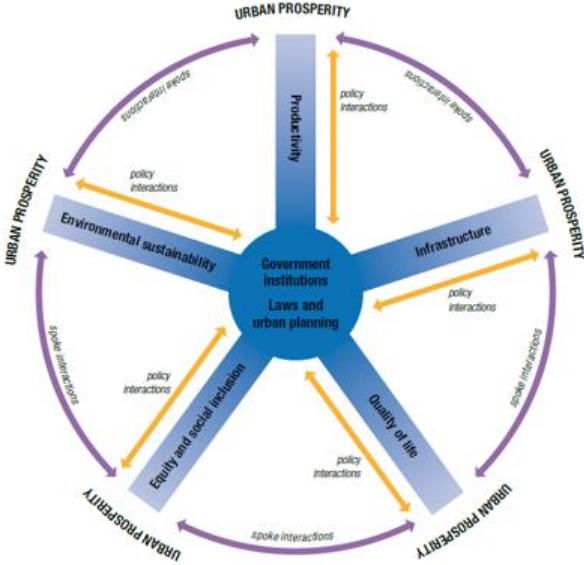 URBAN PROSPERITY
spoke interactions
spoke interactions
Productivity
policy
interactions
policy
interactions
URBAN PROSPERITY
URBAN PROSPERITY
Environmental sustainability
Infrastructure
Government
institutions
Laws and
urban planning
policy
interactions
spoke interactions
spoke interactions
policy
interactions
Equity and social inclusion
Quality of life
policy
interactions
URBAN PROSPERITY
URBAN PROSPERITY
spoke interactions